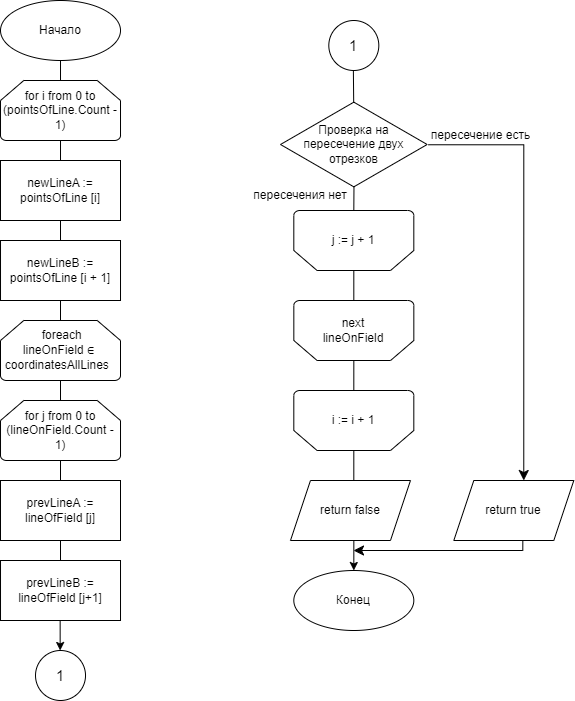 Начало
for i from 0 to
(pointsOfLine.Count -
1)
newLineA :=
pointsOfLine [i]
newLineB :=
pointsOfLine [i + 1]
foreach
lineOnField ∈
coordinatesAllLines
for j from 0 to
(lineOnField.Count -
1)
prevLineA :=
lineOfField [j]
prevLineB :=
lineOfField [j+1]
1
1
Проверка на
пересечение двух
отрезков
пересечение есть
пересечения нет
j := j + 1
next
lineOnField
i := i + 1
return false
return true
Конец